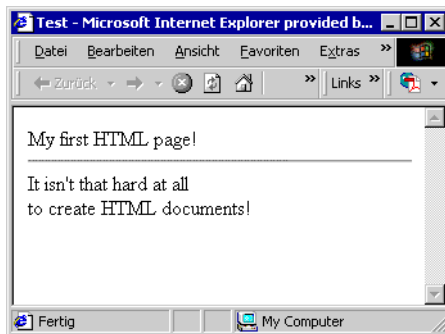 Test - Microsoft Internet Explorer provided b...
Datei Bearbeiten Ansicht Favoriten Extras »
Zurück » Links »
My first HTML page!
It isn't that hard at all
to create HTML documents!
Fertig My Computer